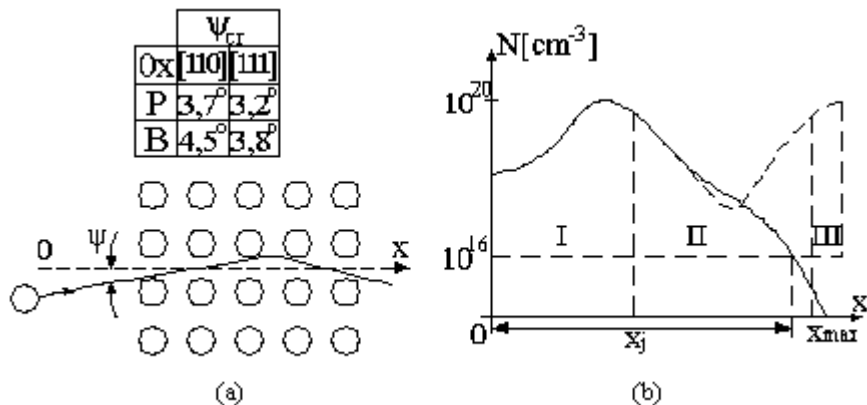 Ψcr
0x [110] [111]
P 3,7° 3,2°
B 4,5° 3,8°
0 Ψ x
(a)
N[cm⁻³]
10²⁰
10¹⁶
I II III
0 xⱼ xmax x
(b)